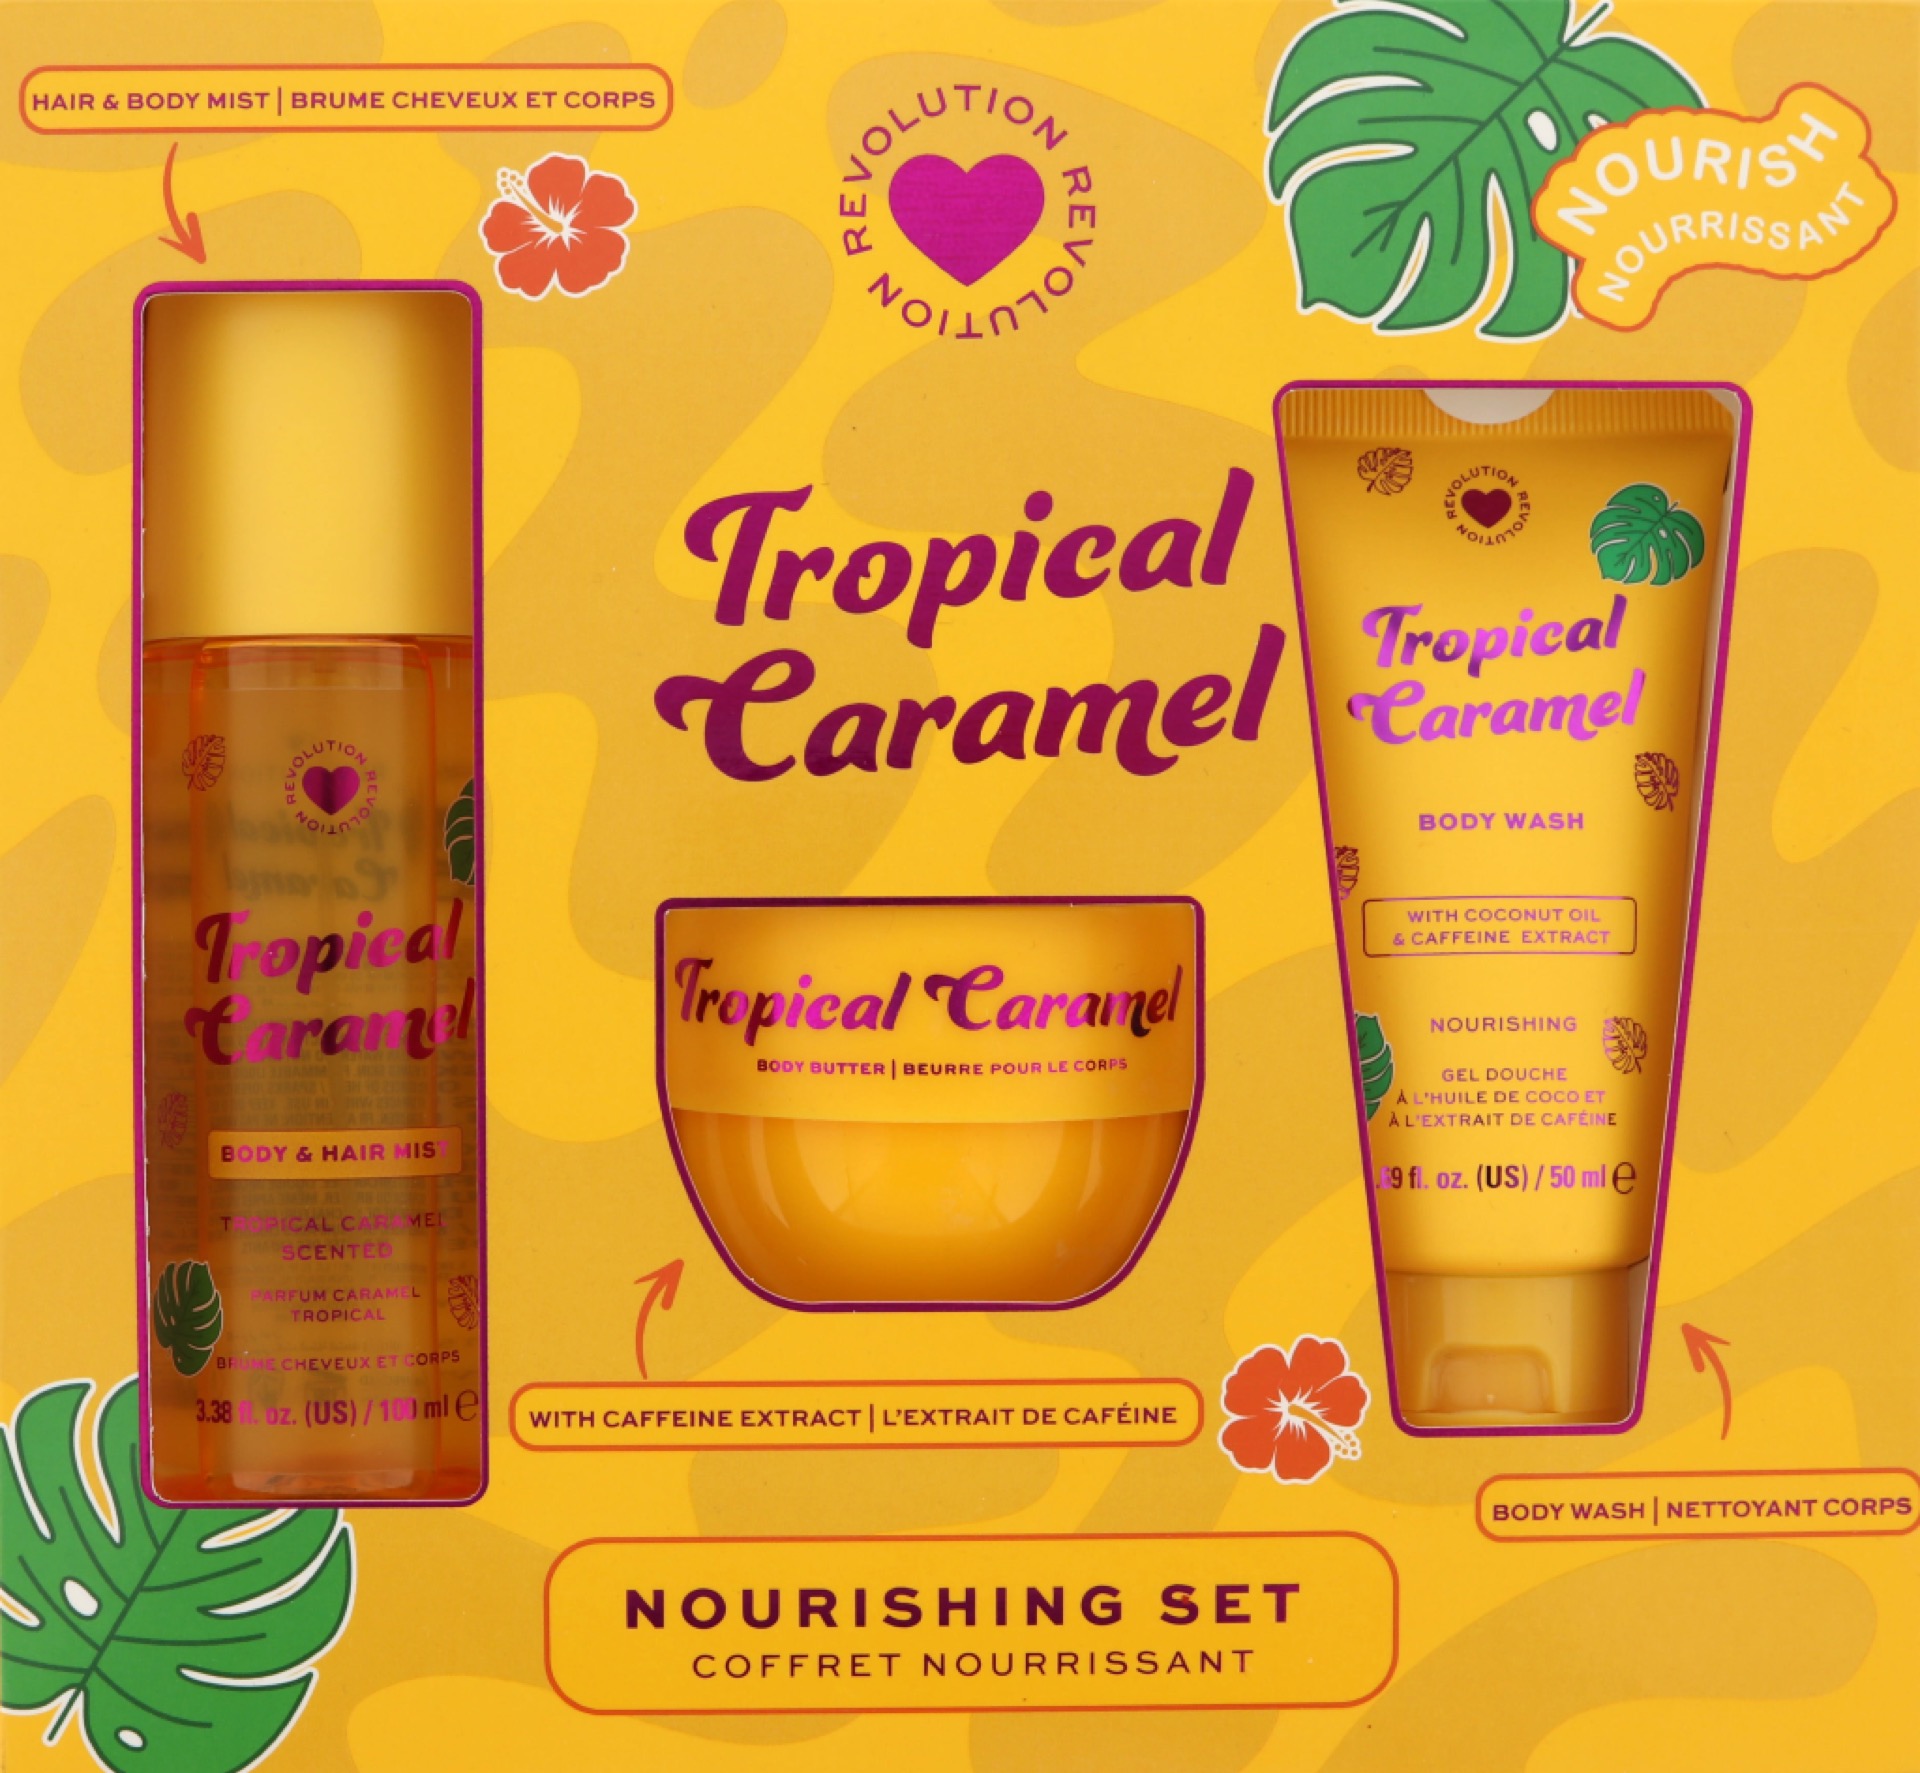 HAIR & BODY MIST | BRUME CHEVEUX ET CORPS
REVOLUTION REVOLUTION
NOURISH
NOURRISSANT
Tropical
Caramel
REVOLUTION REVOLUTION
Tropical
Caramel
BODY & HAIR MIST
TROPICAL CARAMEL
SCENTED
PARFUM CARAMEL
TROPICAL
BRUME CHEVEUX ET CORPS
3.38 fl. oz. (US) / 100 ml ℮
Tropical Caramel
BODY BUTTER | BEURRE POUR LE CORPS
WITH CAFFEINE EXTRACT | L'EXTRAIT DE CAFÉINE
REVOLUTION REVOLUTION
Tropical
Caramel
BODY WASH
WITH COCONUT OIL
& CAFFEINE EXTRACT
NOURISHING
GEL DOUCHE
À L'HUILE DE COCO ET
À L'EXTRAIT DE CAFÉINE
.69 fl. oz. (US) / 50 ml ℮
BODY WASH | NETTOYANT CORPS
NOURISHING SET
COFFRET NOURRISSANT